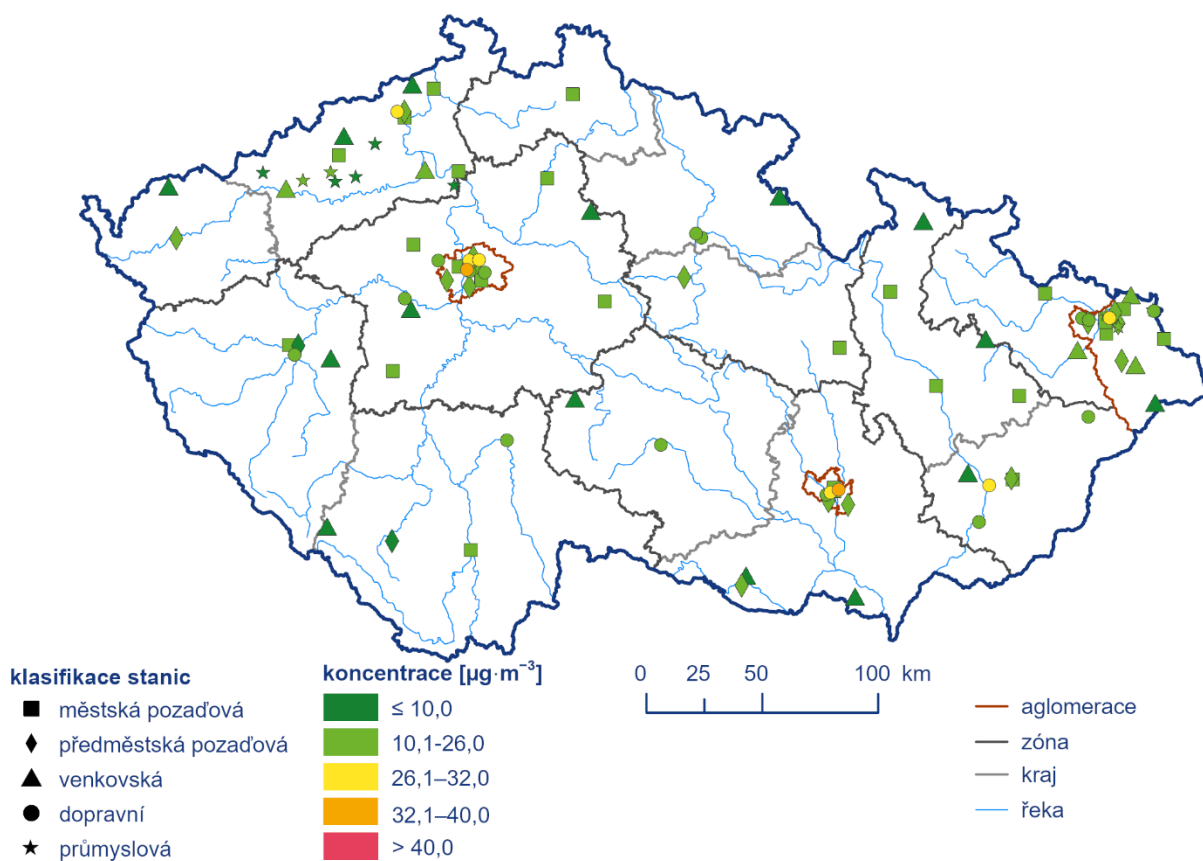 klasifikace stanic
městská pozaďová
předměstská pozaďová
venkovská
dopravní
průmyslová
koncentrace [µg·m⁻³]
≤ 10,0
10,1-26,0
26,1–32,0
32,1–40,0
> 40,0
0 25 50 100 km
aglomerace
zóna
kraj
řeka